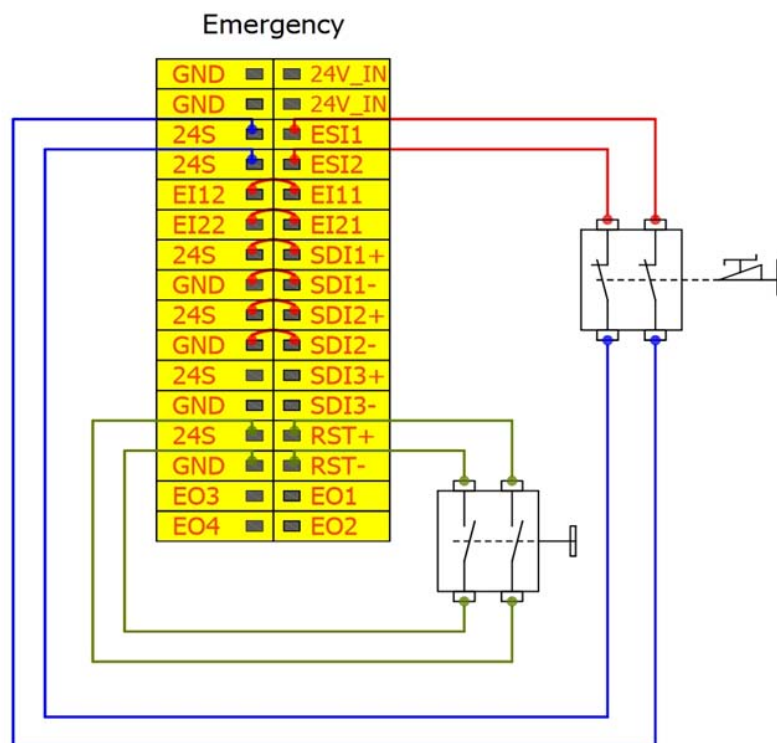 Emergency
GND 24V_IN
GND 24V_IN
24S ESI1
24S ESI2
EI12 EI11
EI22 EI21
24S SDI1+
GND SDI1-
24S SDI2+
GND SDI2-
24S SDI3+
GND SDI3-
24S RST+
GND RST-
EO3 EO1
EO4 EO2